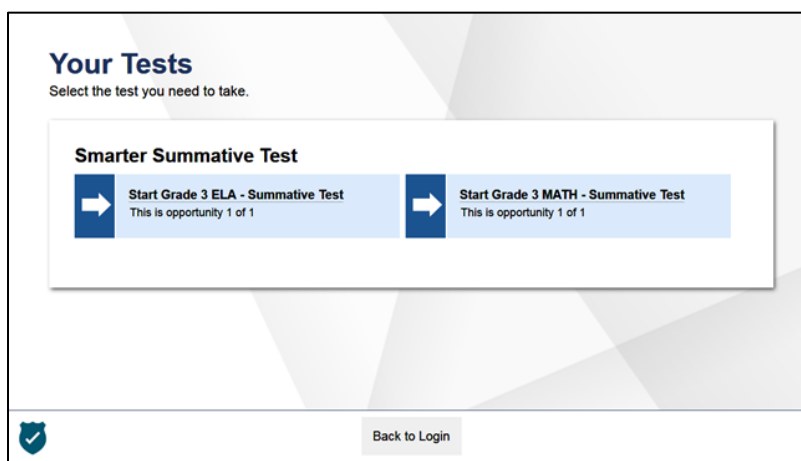 Your Tests
Select the test you need to take.
Smarter Summative Test
Start Grade 3 ELA - Summative Test
This is opportunity 1 of 1
Start Grade 3 MATH - Summative Test
This is opportunity 1 of 1
Back to Login